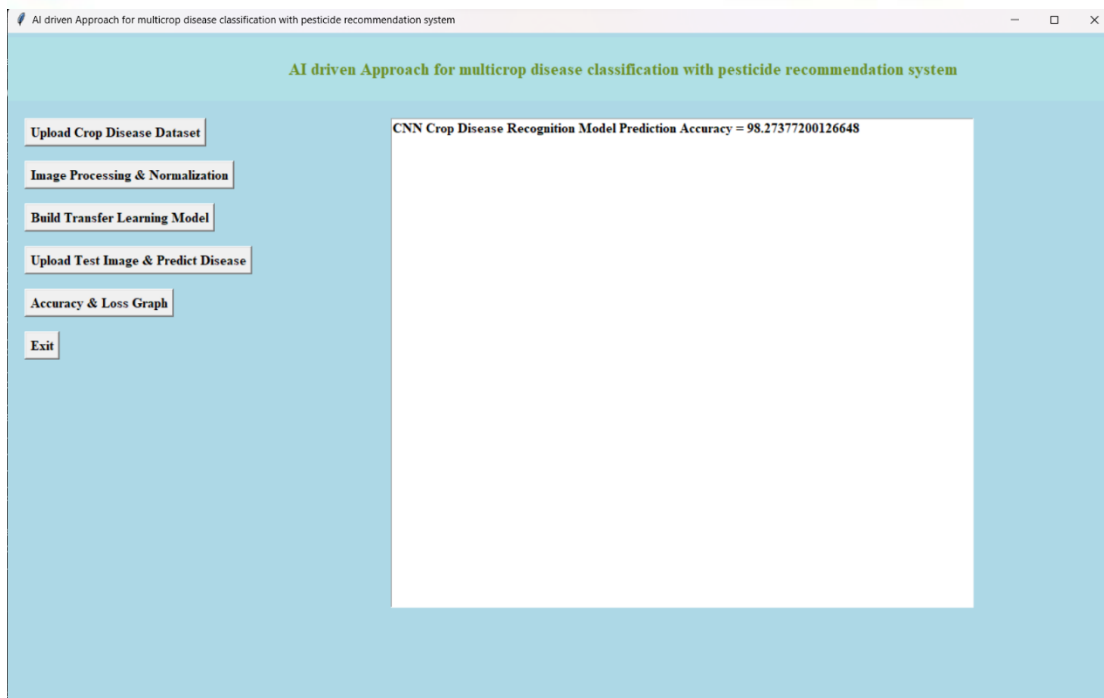 AI driven Approach for multicrop disease classification with pesticide recommendation system
AI driven Approach for multicrop disease classification with pesticide recommendation system
Upload Crop Disease Dataset
CNN Crop Disease Recognition Model Prediction Accuracy = 98.27377200126648
Image Processing & Normalization
Build Transfer Learning Model
Upload Test Image & Predict Disease
Accuracy & Loss Graph
Exit